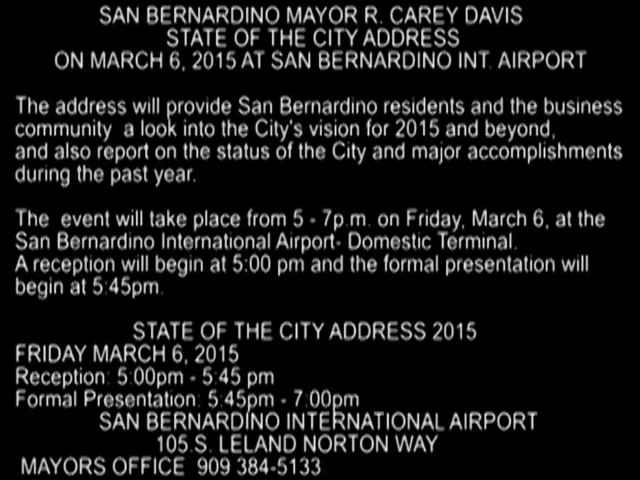 SAN BERNARDINO MAYOR R. CAREY DAVIS
STATE OF THE CITY ADDRESS
ON MARCH 6, 2015 AT SAN BERNARDINO INT. AIRPORT
The address will provide San Bernardino residents and the business
community a look into the City's vision for 2015 and beyond,
and also report on the status of the City and major accomplishments
during the past year.
The event will take place from 5 - 7p.m. on Friday, March 6, at the
San Bernardino International Airport- Domestic Terminal.
A reception will begin at 5:00 pm and the formal presentation will
begin at 5:45pm.
STATE OF THE CITY ADDRESS 2015
FRIDAY MARCH 6, 2015
Reception: 5:00pm - 5:45 pm
Formal Presentation: 5:45pm - 7:00pm
SAN BERNARDINO INTERNATIONAL AIRPORT
105 S. LELAND NORTON WAY
MAYORS OFFICE 909 384-5133